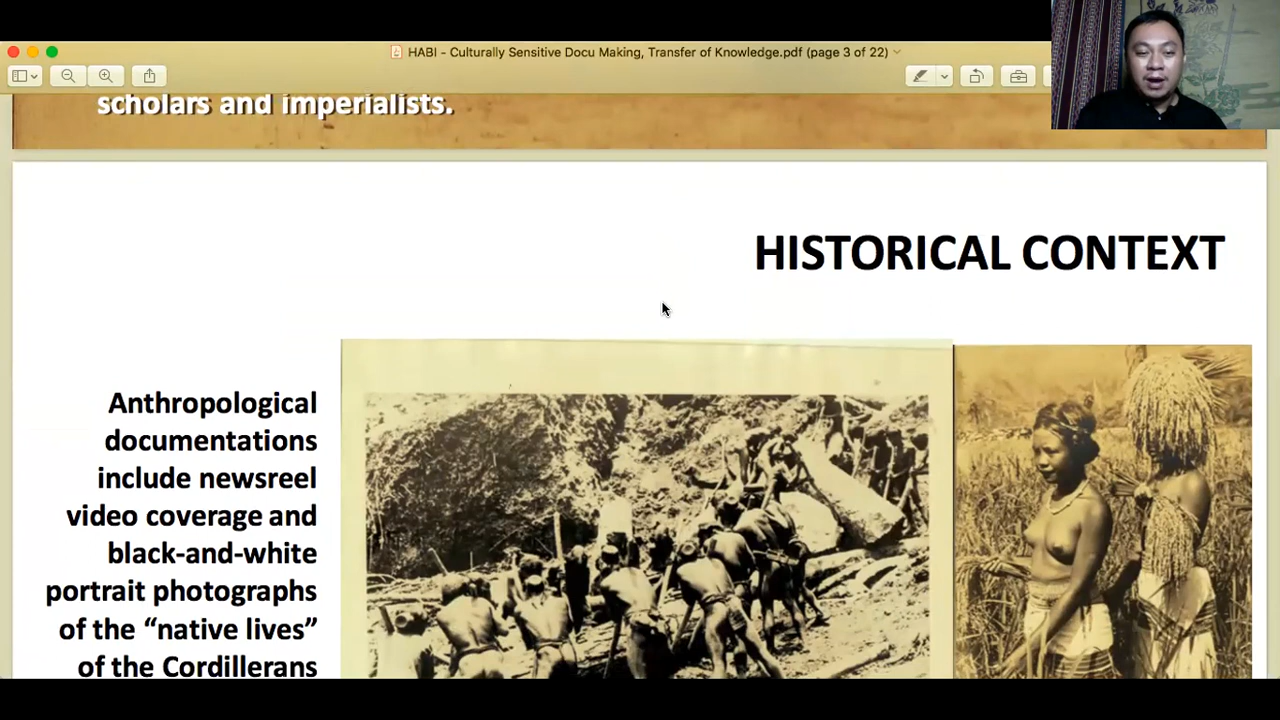 HABI - Culturally Sensitive Docu Making, Transfer of Knowledge.pdf (page 3 of 22)
scholars and imperialists.
HISTORICAL CONTEXT
Anthropological
documentations
include newsreel
video coverage and
black-and-white
portrait photographs
of the “native lives”
of the Cordillerans